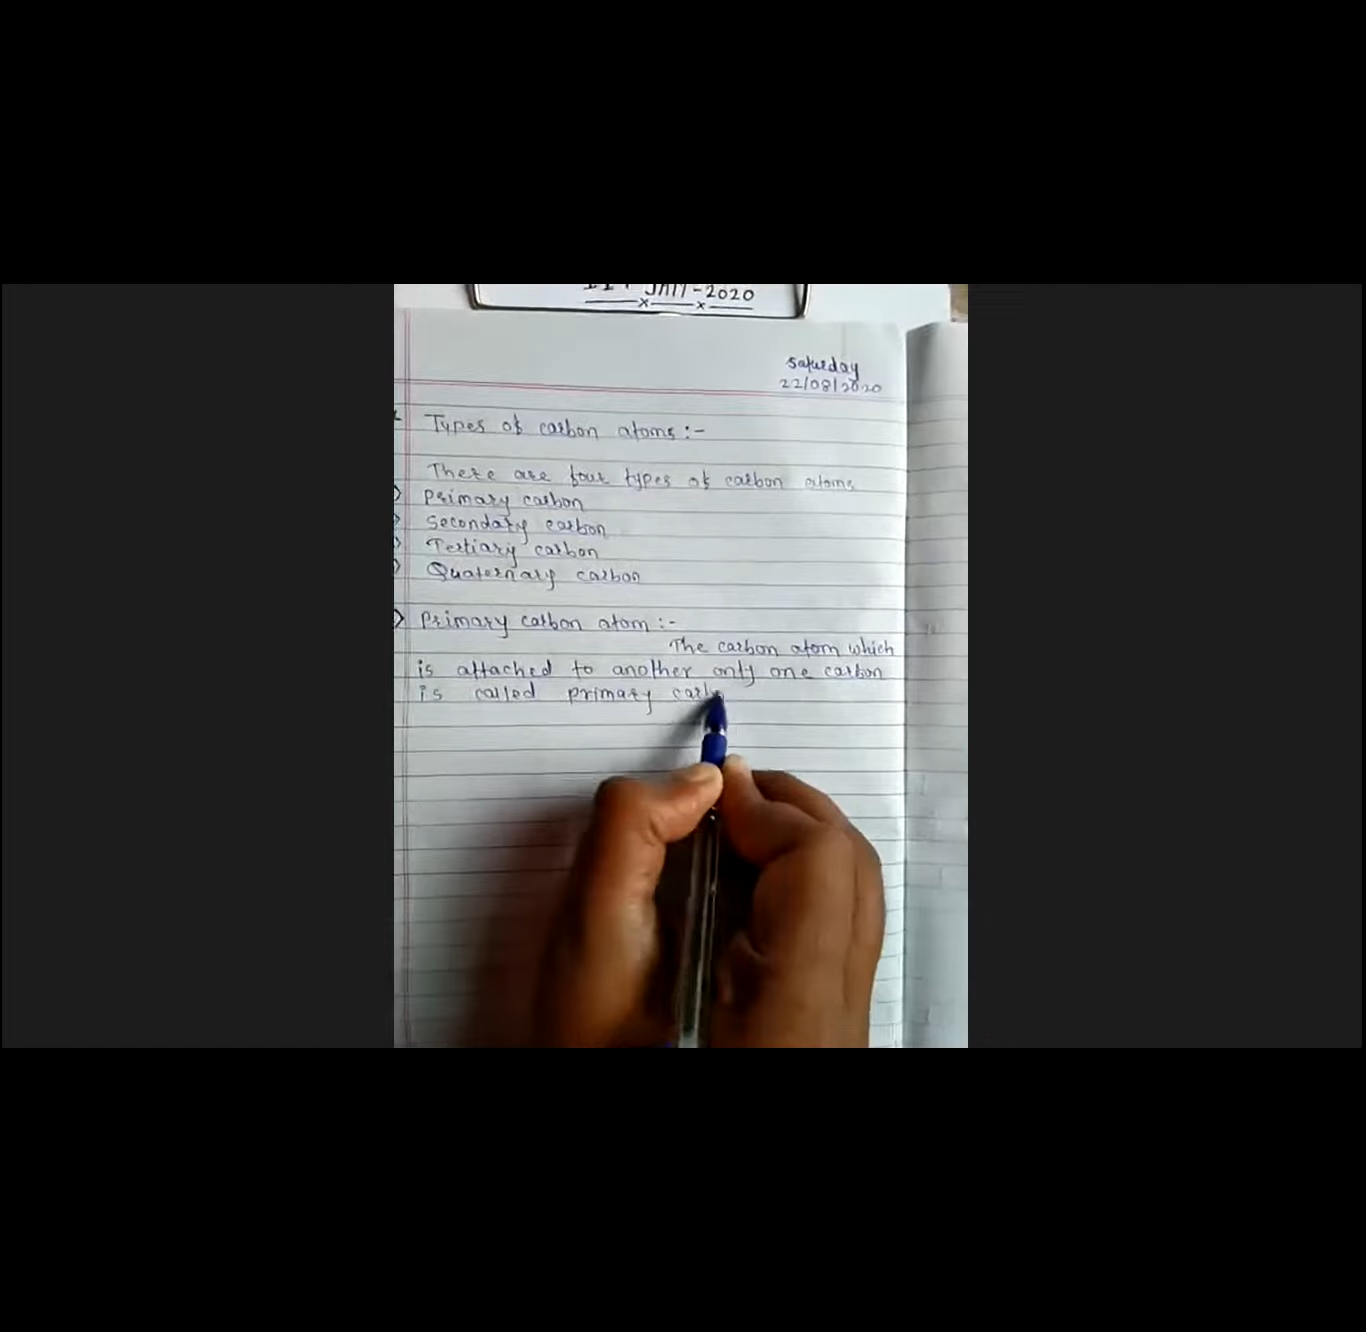 JAM-2020
Saturday
22/08/2020
Types of carbon atoms:-
There are four types of carbon atoms
Primary carbon
Secondary carbon
Tertiary carbon
Quaternary carbon
Primary carbon atom:-
The carbon atom which
is attached to another only one carbon
is called primary